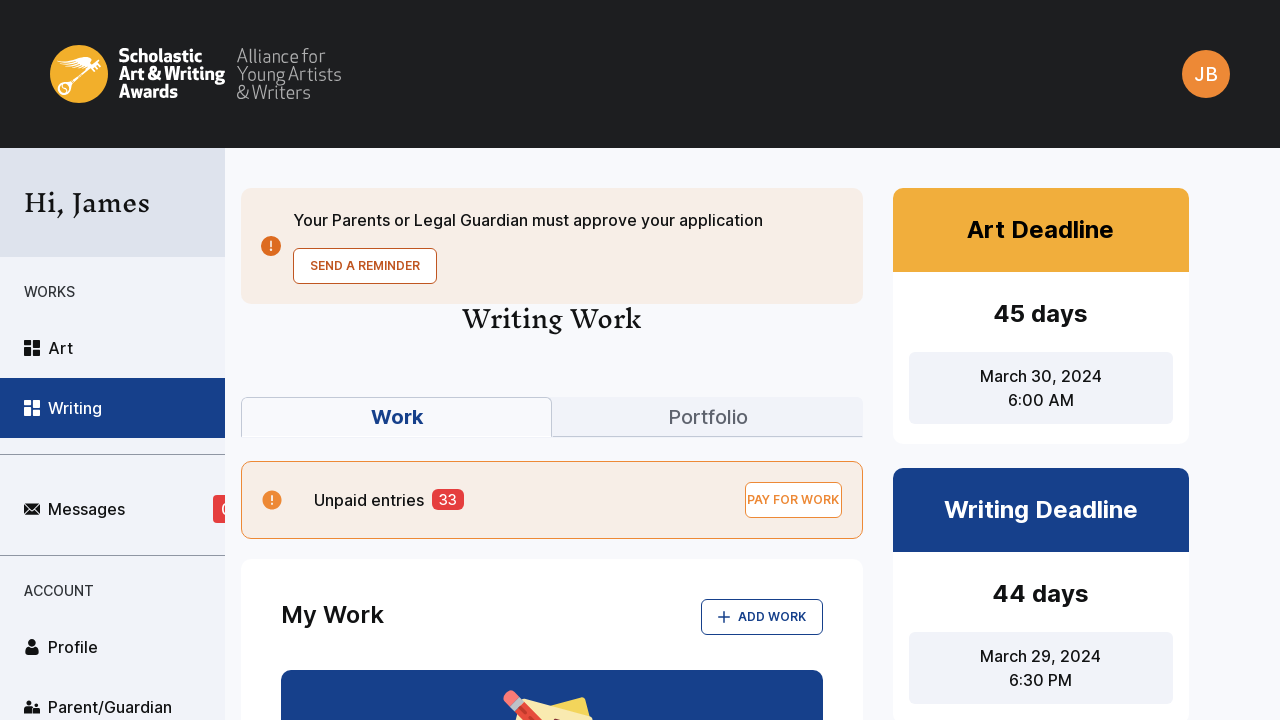 Scholastic
Art & Writing
Awards
Alliance for
Young Artists
& Writers
JB
Hi, James
WORKS
Art
Writing
Messages
ACCOUNT
Profile
Parent/Guardian
Your Parents or Legal Guardian must approve your application
SEND A REMINDER
Writing Work
Work
Portfolio
Unpaid entries 33
PAY FOR WORK
My Work
ADD WORK
Art Deadline
45 days
March 30, 2024
6:00 AM
Writing Deadline
44 days
March 29, 2024
6:30 PM